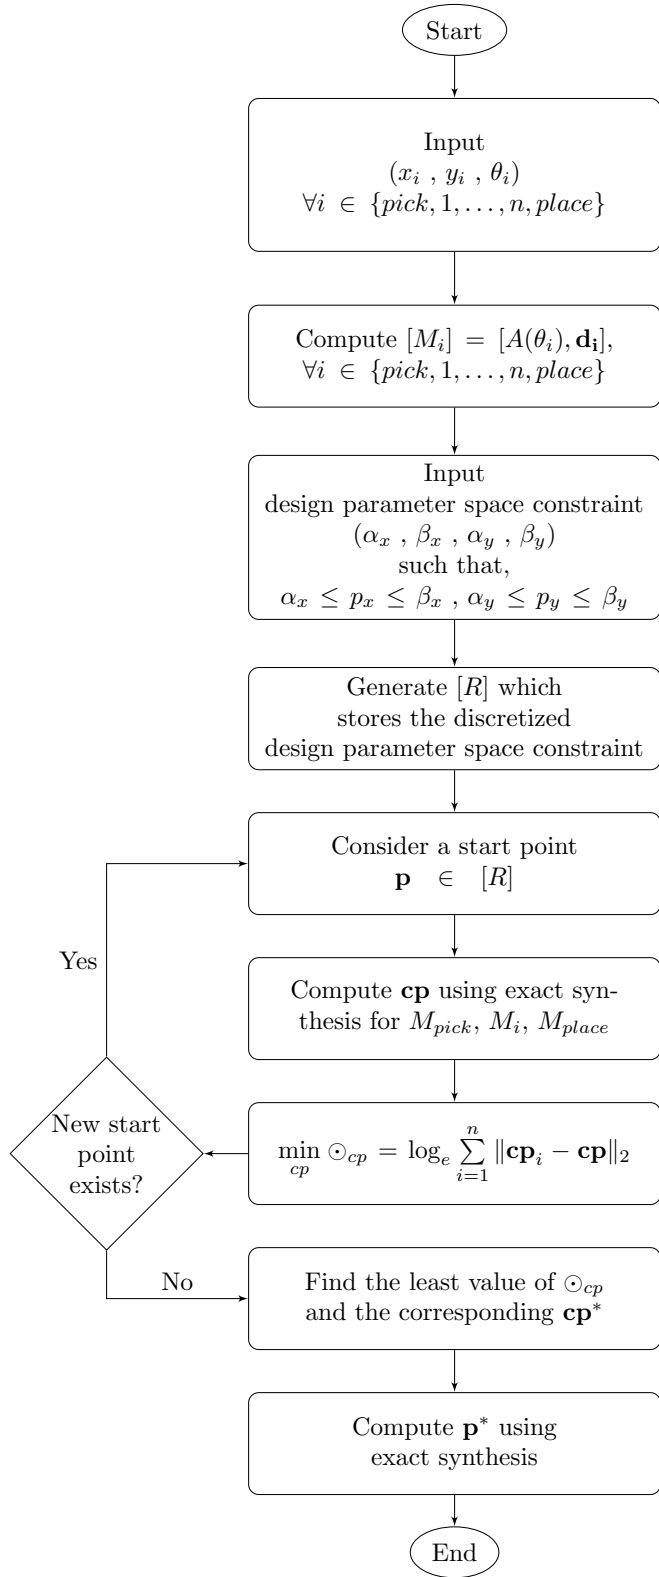 Start
Input
(x_i , y_i , θ_i)
∀i ∈ {pick, 1, . . . , n, place}
Compute [M_i] = [A(θ_i), d_i],
∀i ∈ {pick, 1, . . . , n, place}
Input
design parameter space constraint
(α_x , β_x , α_y , β_y)
such that,
α_x ≤ p_x ≤ β_x , α_y ≤ p_y ≤ β_y
Generate [R] which
stores the discretized
design parameter space constraint
Consider a start point
p ∈ [R]
Yes
Compute cp using exact syn-
thesis for M_pick, M_i, M_place
New start
point
exists?
min_cp ⊙_cp = log_e ∑_{i=1}^{n} ‖cp_i − cp‖_2
No
Find the least value of ⊙_cp
and the corresponding cp*
Compute p* using
exact synthesis
End